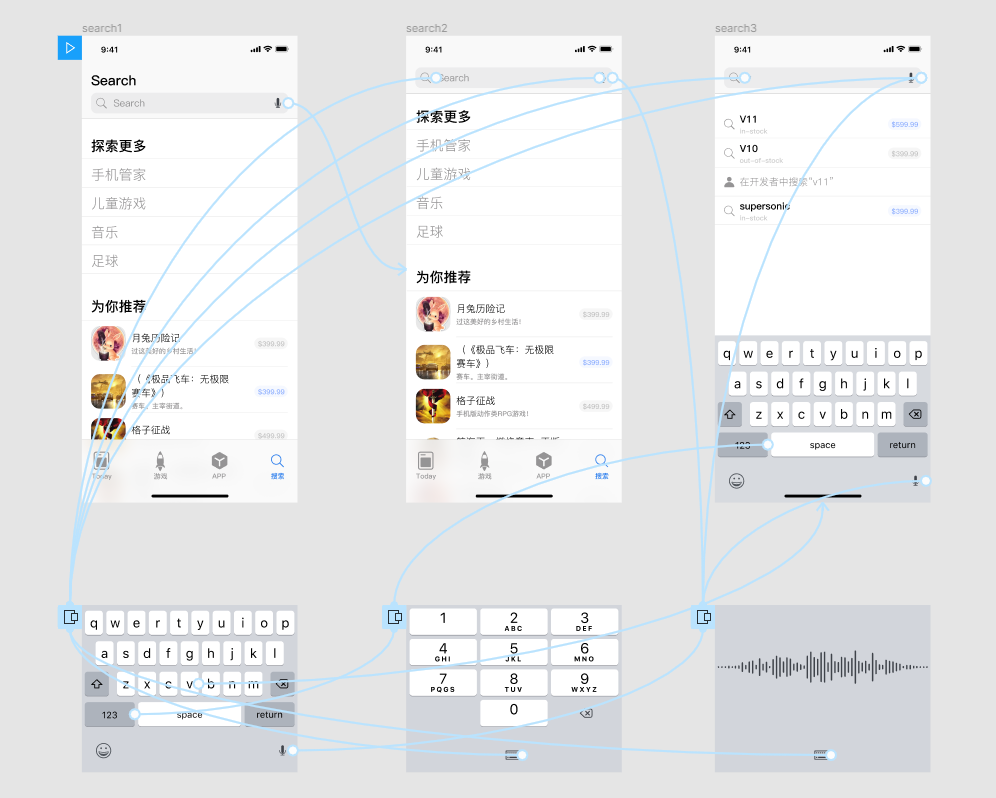 search1
9:41
Search
Search
探索更多
手机管家
儿童游戏
音乐
足球
为你推荐
月兔历险记
过这美好的乡村生活！
$399.99
（《极品飞车：无极限
赛车》）
赛车、主宰街道。
$399.99
格子征战
$499.99
Today
游戏
APP
搜索
search2
9:41
Search
探索更多
手机管家
儿童游戏
音乐
足球
为你推荐
月兔历险记
过这美好的乡村生活！
$399.99
（《极品飞车：无极限
赛车》）
赛车、主宰街道。
$399.99
格子征战
手机版动作类RPG游戏！
$499.99
Today
游戏
APP
搜索
search3
9:41
V11
in-stock
$599.99
V10
out-of-stock
$399.99
在开发者中搜索“v11”
supersonic
in-stock
$399.99
q w e r t y u i o p
a s d f g h j k l
z x c v b n m
123 space return
q w e r t y u i o p
a s d f g h j k l
z x c v b n m
123 space return
1 2 3
ABC DEF
4 5 6
GHI JKL MNO
7 8 9
PQGS TUV WXYZ
0